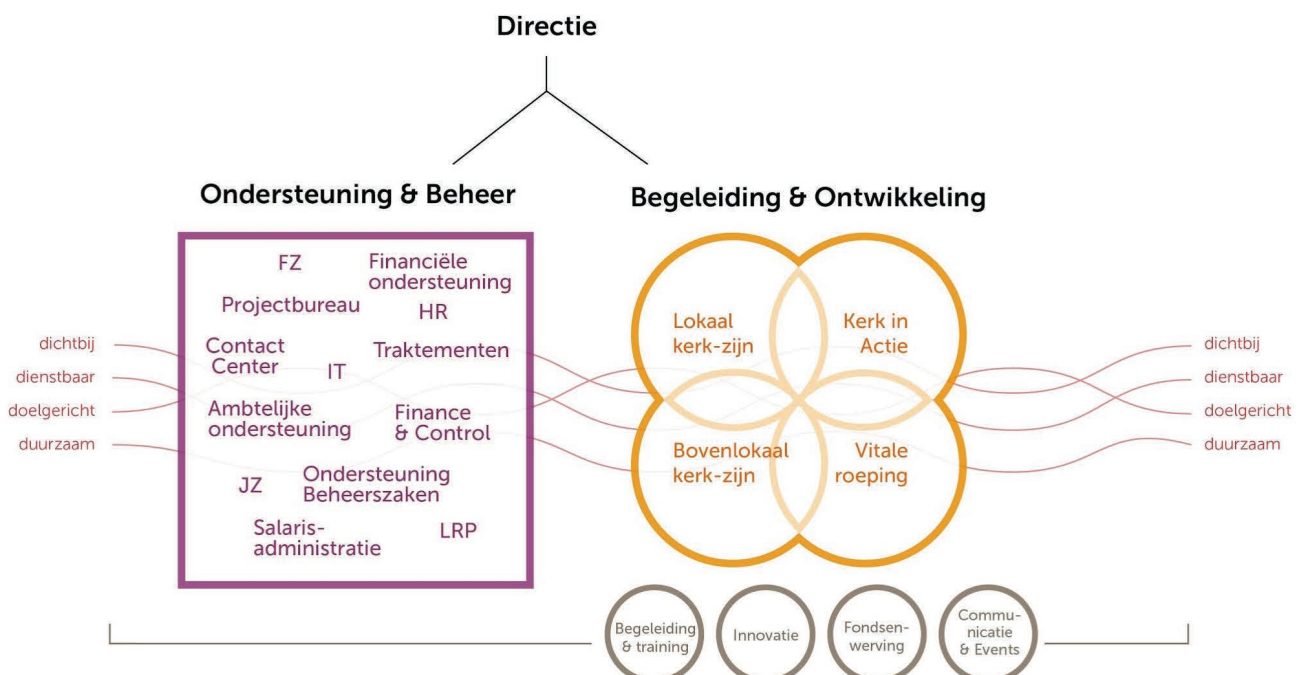 Directie
Ondersteuning & Beheer
Begeleiding & Ontwikkeling
FZ
Financiële
ondersteuning
Projectbureau
HR
Contact
Center
IT
Traktementen
Ambtelijke
ondersteuning
Finance
& Control
JZ
Ondersteuning
Beheerszaken
Salaris-
administratie
LRP
dichtbij
dienstbaar
doelgericht
duurzaam
Lokaal
kerk-zijn
Kerk in
Actie
Bovenlokaal
kerk-zijn
Vitale
roeping
dichtbij
dienstbaar
doelgericht
duurzaam
Begeleiding
& training
Innovatie
Fondsen-
werving
Commu-
nicatie
& Events